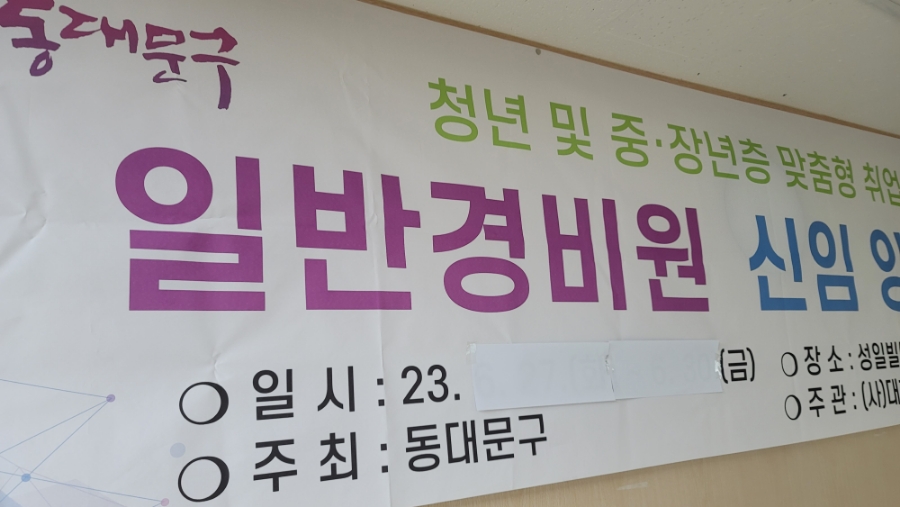 동대문구
청년 및 중·장년층 맞춤형 취업
일반경비원 신임
○ 일 시 : 23. (금)
○ 장 소 : 성일빌
○ 주 최 : 동대문구
○ 주 관 : (사)대